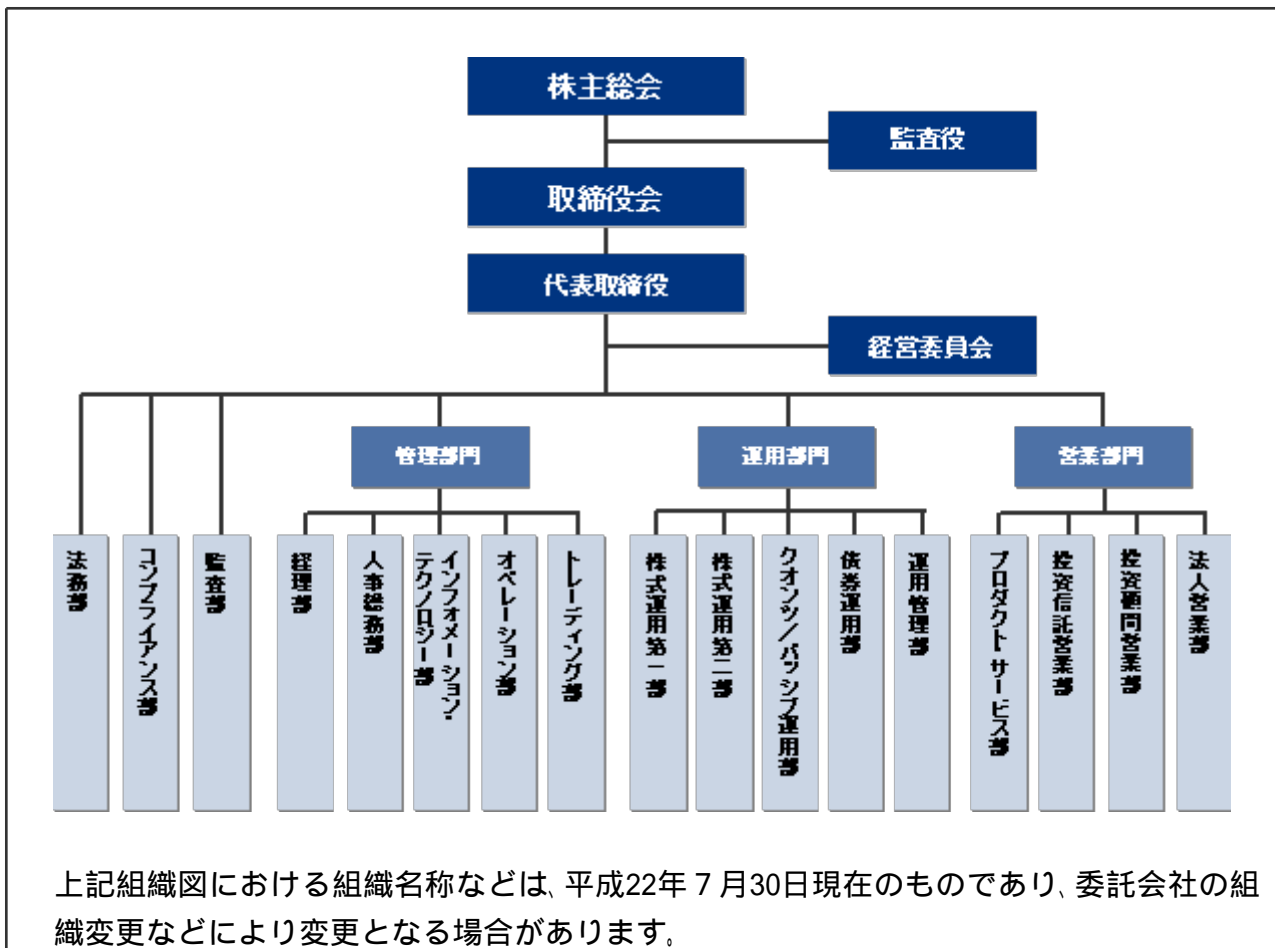 株主総会
監査役
取締役会
代表取締役
経営委員会
管理部門
運用部門
営業部門
法務部
コンプライアンス部
監査部
経理部
人事総務部
インフォメーション・
テクノロジー部
オペレーション部
トレーディング部
株式運用第一部
株式運用第二部
クオンツ／パッシブ運用部
債券運用部
運用管理部
プロダクト・サービス部
投資信託営業部
投資顧問営業部
法人営業部
上記組織図における組織名称などは、平成22年７月30日現在のものであり、委託会社の組
織変更などにより変更となる場合があります。